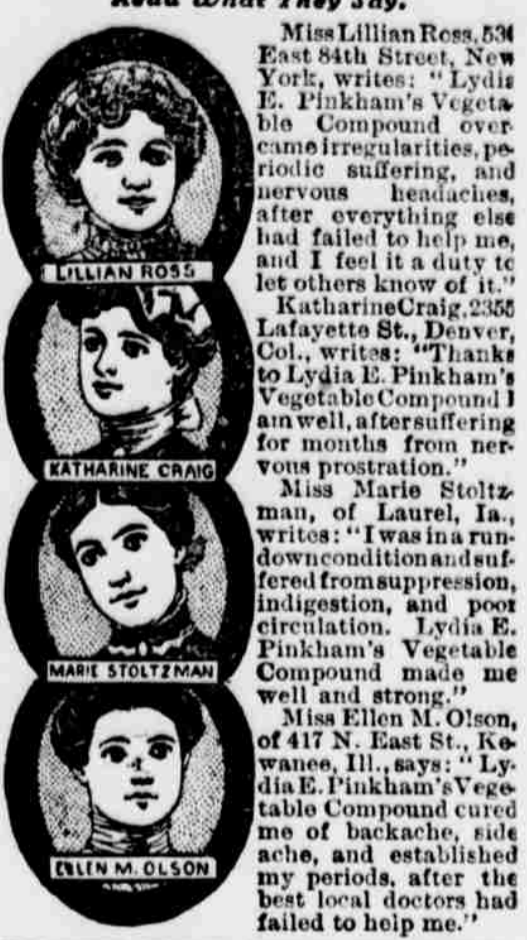 Read What They Say.
Miss Lillian Ross, 534
East 84th Street, New
York, writes: "Lydia
E. Pinkham's Vegeta-
ble Compound over-
came irregularities, pe-
riodic suffering, and
nervous headaches,
after everything else
had failed to help me,
and I feel it a duty to
let others know of it."
Katharine Craig, 2355
Lafayette St., Denver,
Col., writes: "Thanks
to Lydia E. Pinkham's
Vegetable Compound I
am well, after suffering
for months from ner-
vous prostration."
Miss Marie Stoltz-
man, of Laurel, Ia.,
writes: "I was in a run-
down condition and suf-
fered from suppression,
indigestion, and poor
circulation. Lydia E.
Pinkham's Vegetable
Compound made me
well and strong."
Miss Ellen M. Olson,
of 417 N. East St., Ke-
wanee, Ill., says: "Ly-
dia E. Pinkham's Vege-
table Compound cured
me of backache, side
ache, and established
my periods, after the
best local doctors had
failed to help me."
LILLIAN ROSS
KATHARINE CRAIG
MARIE STOLTZMAN
ELLEN M. OLSON